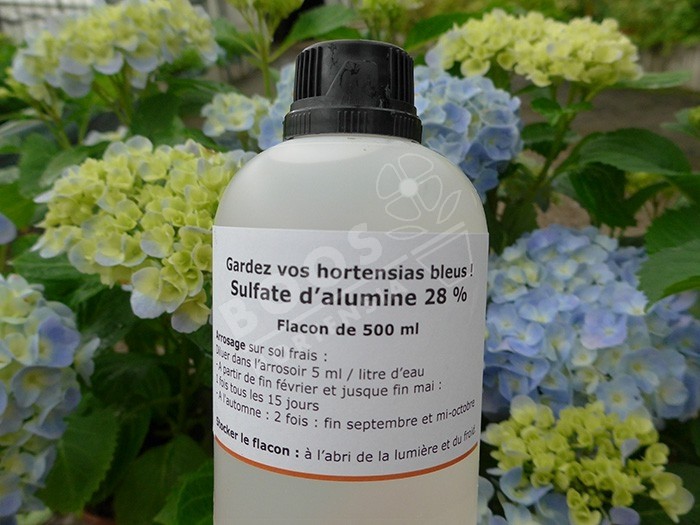 Gardez vos hortensias bleus !
Sulfate d'alumine 28 %
Flacon de 500 ml
Arrosage sur sol frais :
Diluer dans l'arrosoir 5 ml / litre d'eau
- A partir de fin février et jusque fin mai :
1 fois tous les 15 jours
- A l'automne : 2 fois : fin septembre et mi-octobre
Stocker le flacon : à l'abri de la lumière et du froid
BOOS
HORTENSIA